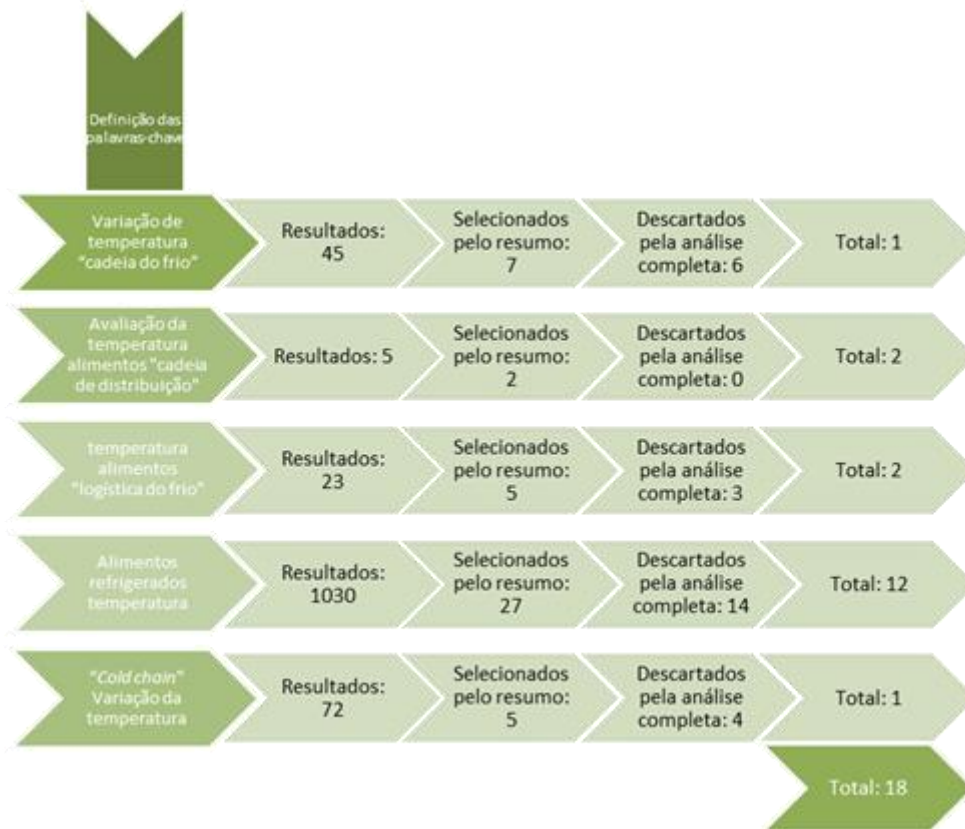 Definição das
palavras-chave
Variação de
temperatura
"cadeia do frio"
Resultados:
45
Selecionados
pelo resumo:
7
Descartados
pela análise
completa: 6
Total: 1
Avaliação da
temperatura
alimentos "cadeia
de distribuição"
Resultados: 5
Selecionados
pelo resumo:
2
Descartados
pela análise
completa: 0
Total: 2
temperatura
alimentos
"logística do frio"
Resultados:
23
Selecionados
pelo resumo:
5
Descartados
pela análise
completa: 3
Total: 2
Alimentos
refrigerados
temperatura
Resultados:
1030
Selecionados
pelo resumo:
27
Descartados
pela análise
completa: 14
Total: 12
"Cold chain"
Variação da
temperatura
Resultados:
72
Selecionados
pelo resumo:
5
Descartados
pela análise
completa: 4
Total: 1
Total: 18